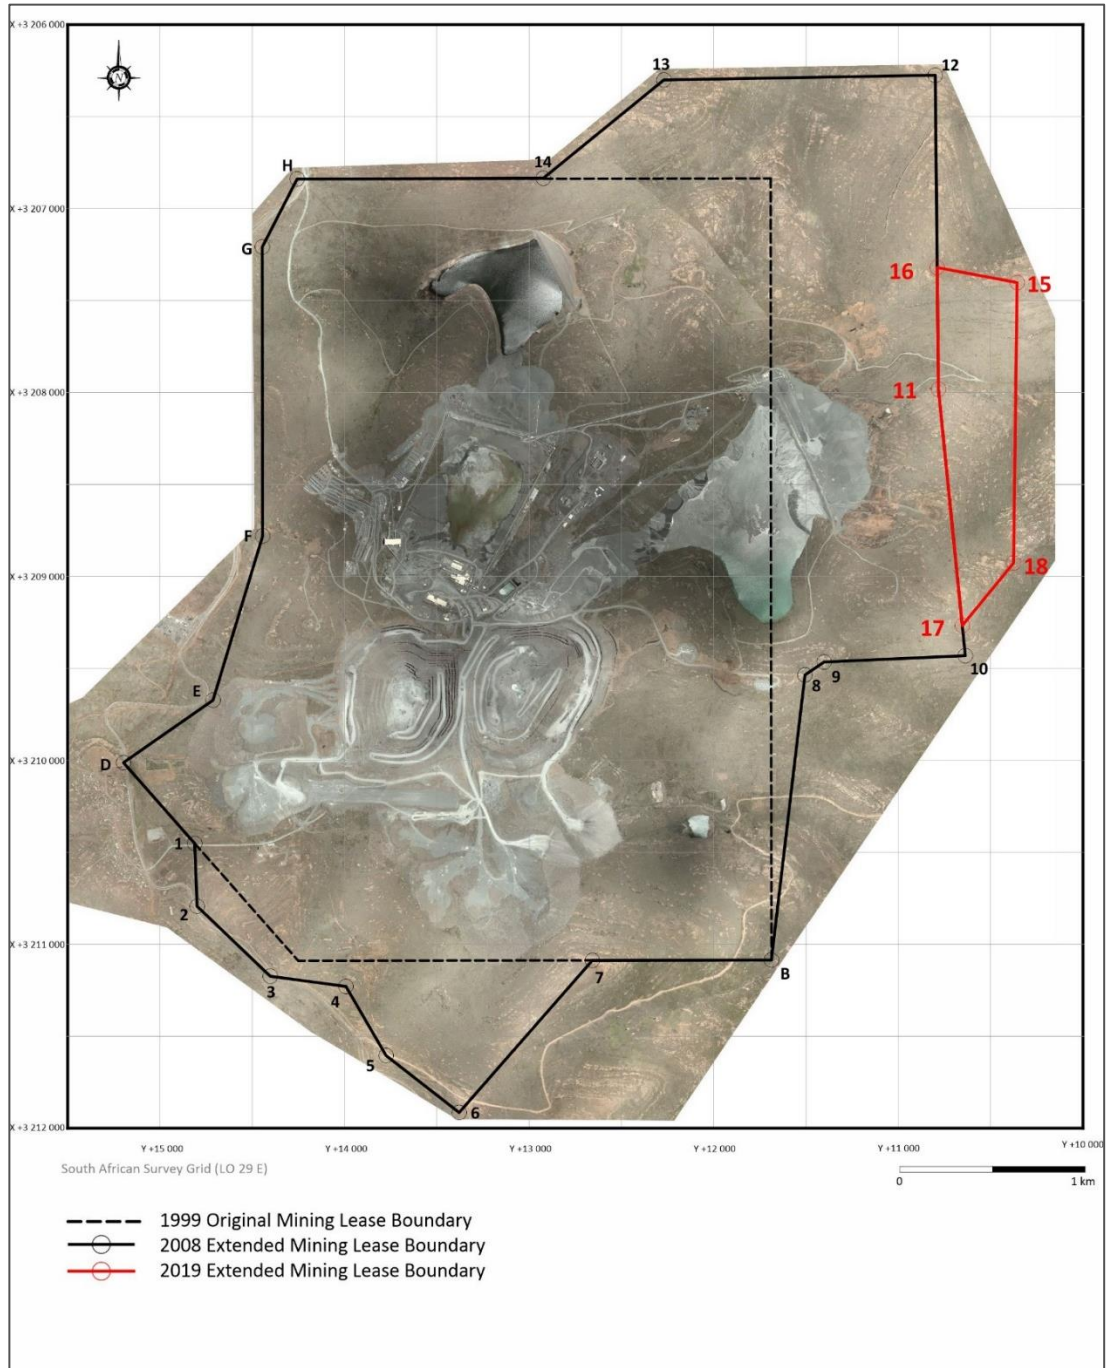 X +3 206 000
N
13
12
H
14
X +3 207 000
G
16
15
X +3 208 000
11
F
X +3 209 000
18
17
10
9
8
E
X +3 210 000
D
1
2
X +3 211 000
B
7
3
4
5
6
X +3 212 000
Y +15 000
Y +14 000
Y +13 000
Y +12 000
Y +11 000
Y +10 000
South African Survey Grid (LO 29 E)
0
1 km
1999 Original Mining Lease Boundary
2008 Extended Mining Lease Boundary
2019 Extended Mining Lease Boundary